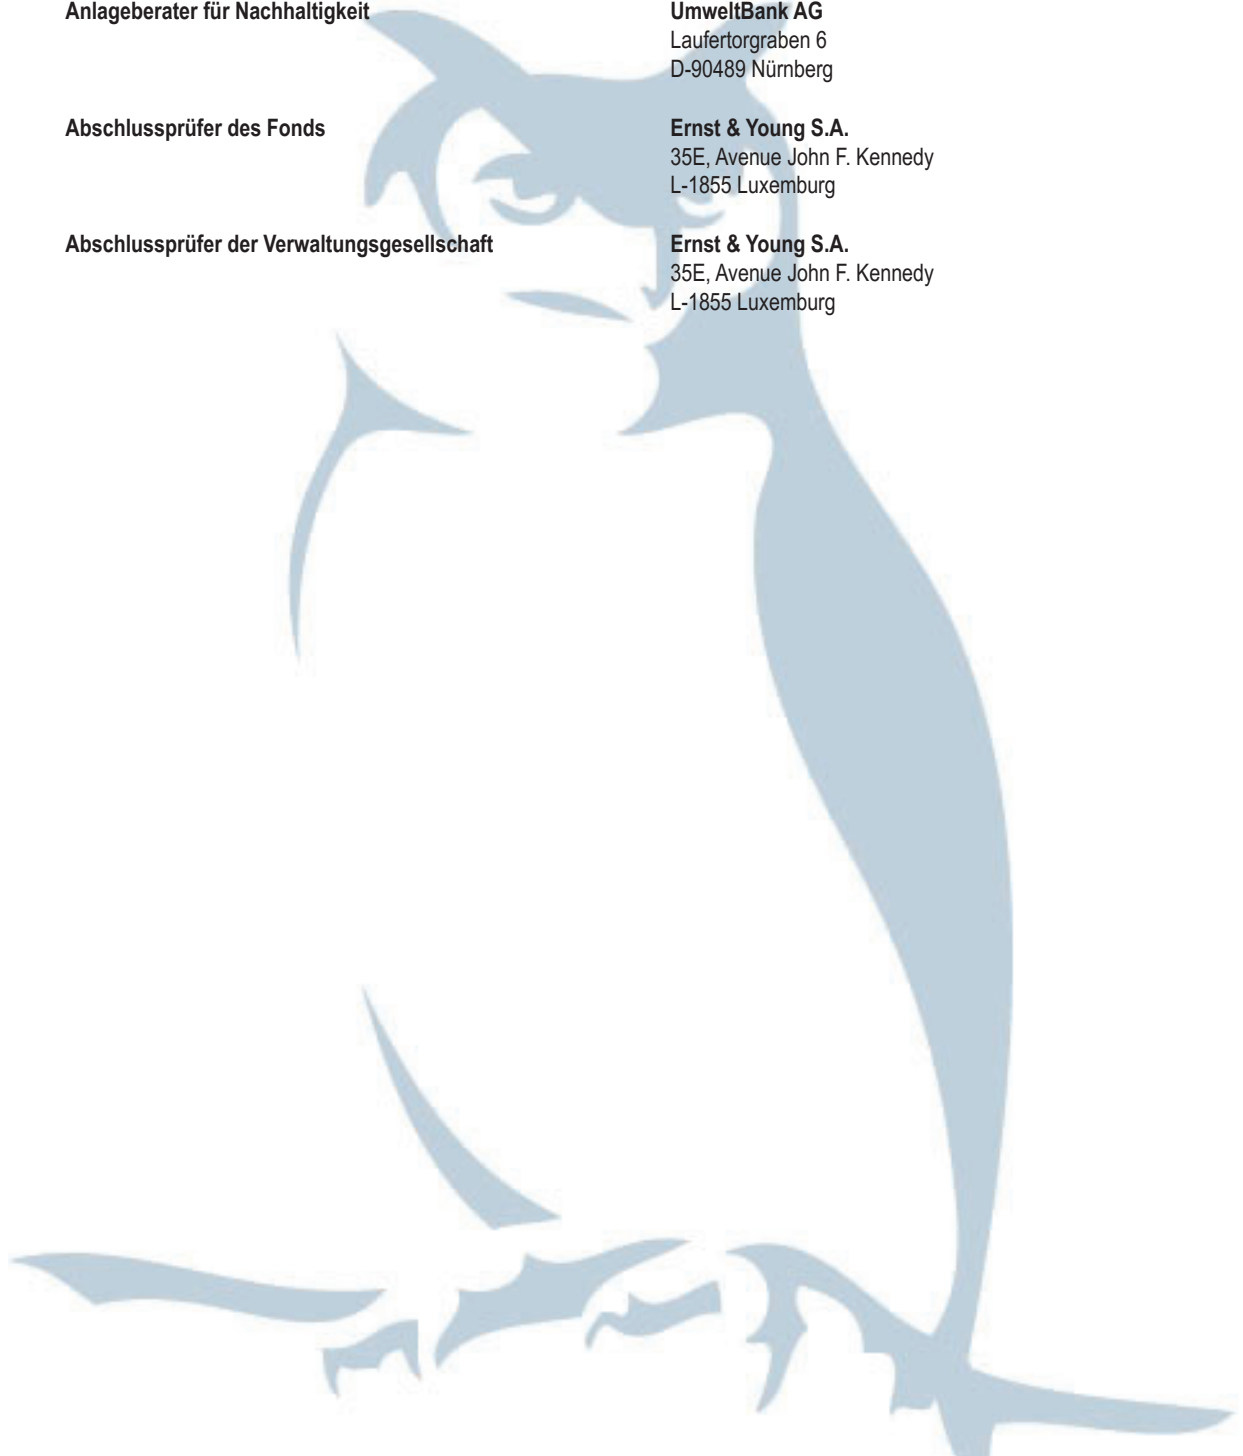 Anlageberater für Nachhaltigkeit
UmweltBank AG
Laufertorgraben 6
D-90489 Nürnberg
Abschlussprüfer des Fonds
Ernst & Young S.A.
35E, Avenue John F. Kennedy
L-1855 Luxemburg
Abschlussprüfer der Verwaltungsgesellschaft
Ernst & Young S.A.
35E, Avenue John F. Kennedy
L-1855 Luxemburg